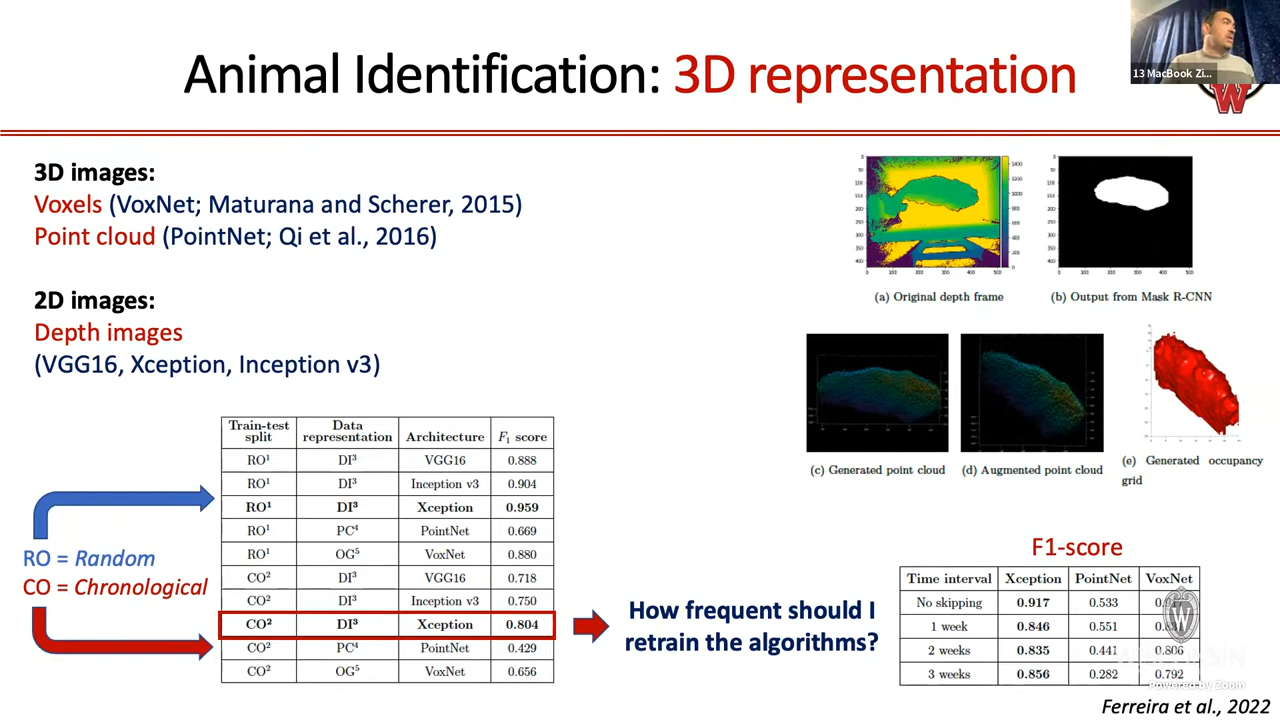 Animal Identification: 3D representation
13 MacBook Zi...
W
3D images:
Voxels (VoxNet; Maturana and Scherer, 2015)
Point cloud (PointNet; Qi et al., 2016)
2D images:
Depth images
(VGG16, Xception, Inception v3)
(a) Original depth frame
(b) Output from Mask R-CNN
(c) Generated point cloud
(d) Augmented point cloud
(e) Generated occupancy
grid
Train-test split Data representation Architecture F1 score
RO¹ DI³ VGG16 0.888
RO¹ DI³ Inception v3 0.904
RO¹ DI³ Xception 0.959
RO¹ PC⁴ PointNet 0.669
RO¹ OG⁵ VoxNet 0.880
CO² DI³ VGG16 0.718
CO² DI³ Inception v3 0.750
CO² DI³ Xception 0.804
CO² PC⁴ PointNet 0.429
CO² OG⁵ VoxNet 0.656
RO = Random
CO = Chronological
How frequent should I
retrain the algorithms?
F1-score
Time interval Xception PointNet VoxNet
No skipping 0.917 0.533
1 week 0.846 0.551
2 weeks 0.835 0.441 0.806
3 weeks 0.856 0.282 0.792
Powered by Zoom
Ferreira et al., 2022